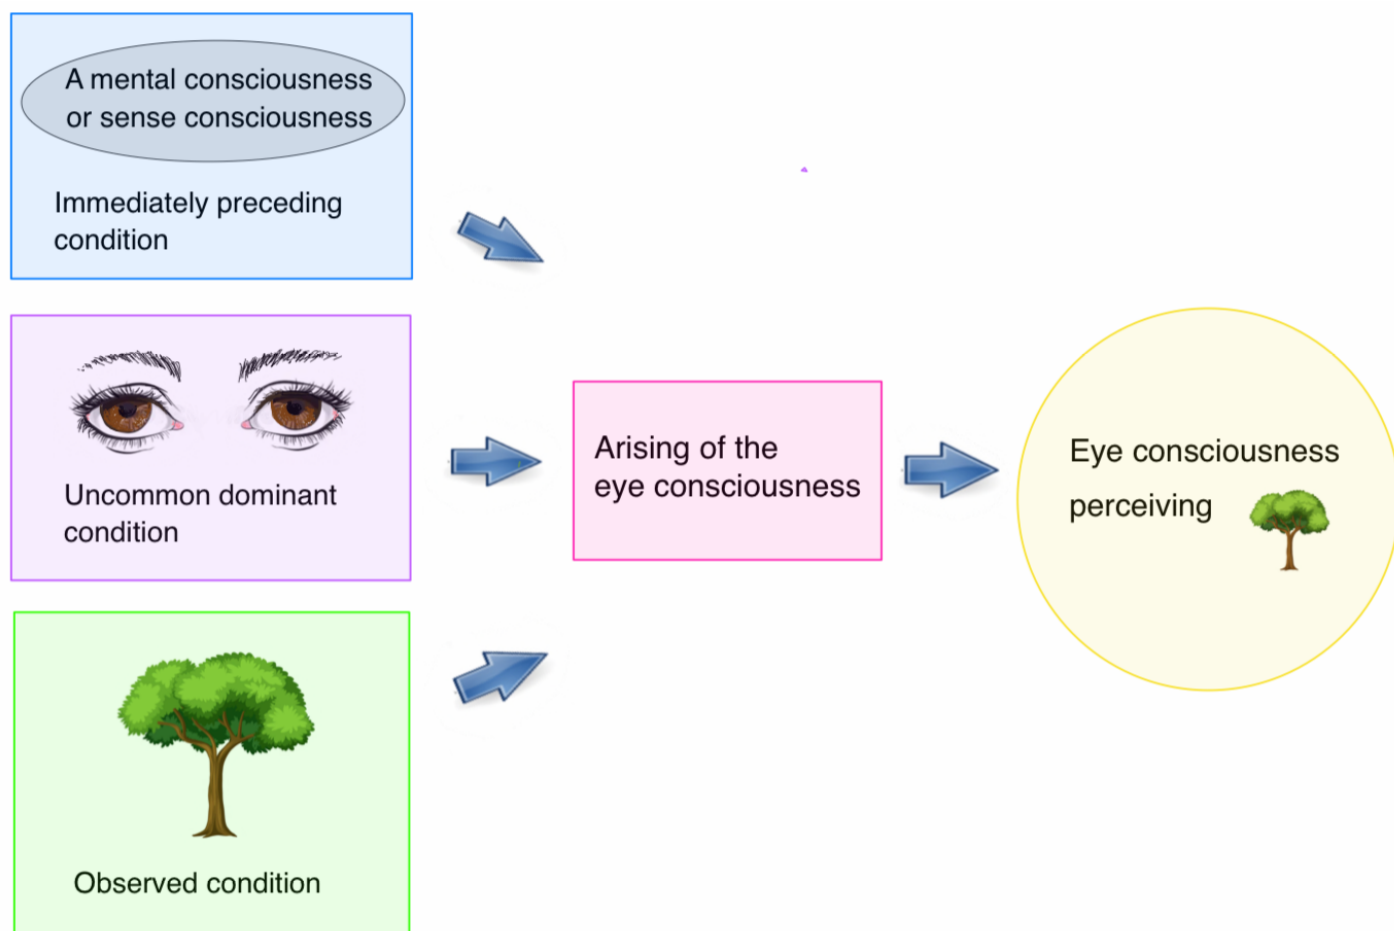 A mental consciousness
or sense consciousness
Immediately preceding
condition
Uncommon dominant
condition
Observed condition
Arising of the
eye consciousness
Eye consciousness
perceiving